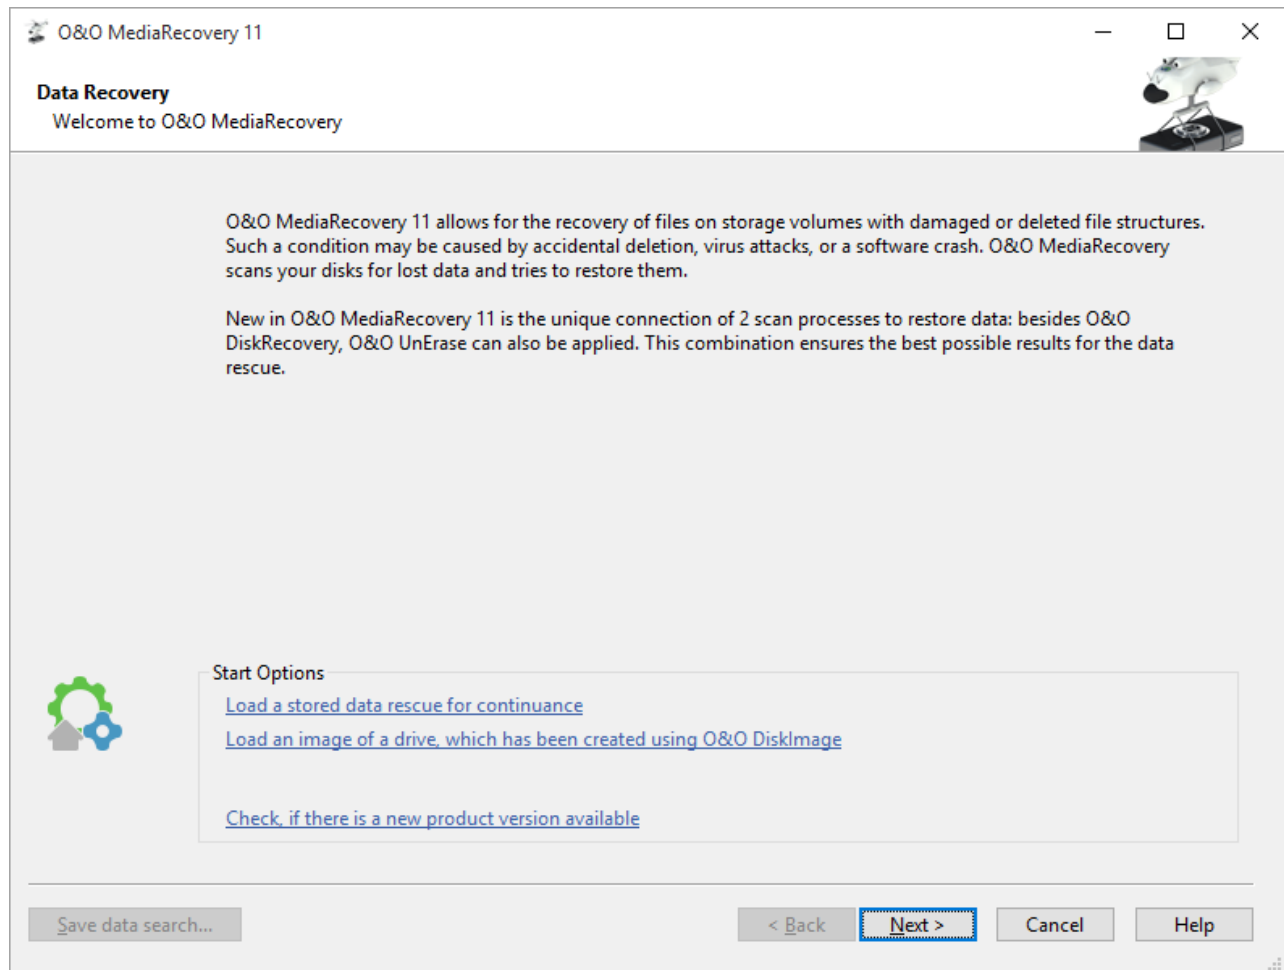 O&O MediaRecovery 11
Data Recovery
Welcome to O&O MediaRecovery
O&O MediaRecovery 11 allows for the recovery of files on storage volumes with damaged or deleted file structures.
Such a condition may be caused by accidental deletion, virus attacks, or a software crash. O&O MediaRecovery
scans your disks for lost data and tries to restore them.
New in O&O MediaRecovery 11 is the unique connection of 2 scan processes to restore data: besides O&O
DiskRecovery, O&O UnErase can also be applied. This combination ensures the best possible results for the data
rescue.
Start Options
Load a stored data rescue for continuance
Load an image of a drive, which has been created using O&O DiskImage
Check, if there is a new product version available
Save data search...
< Back
Next >
Cancel
Help